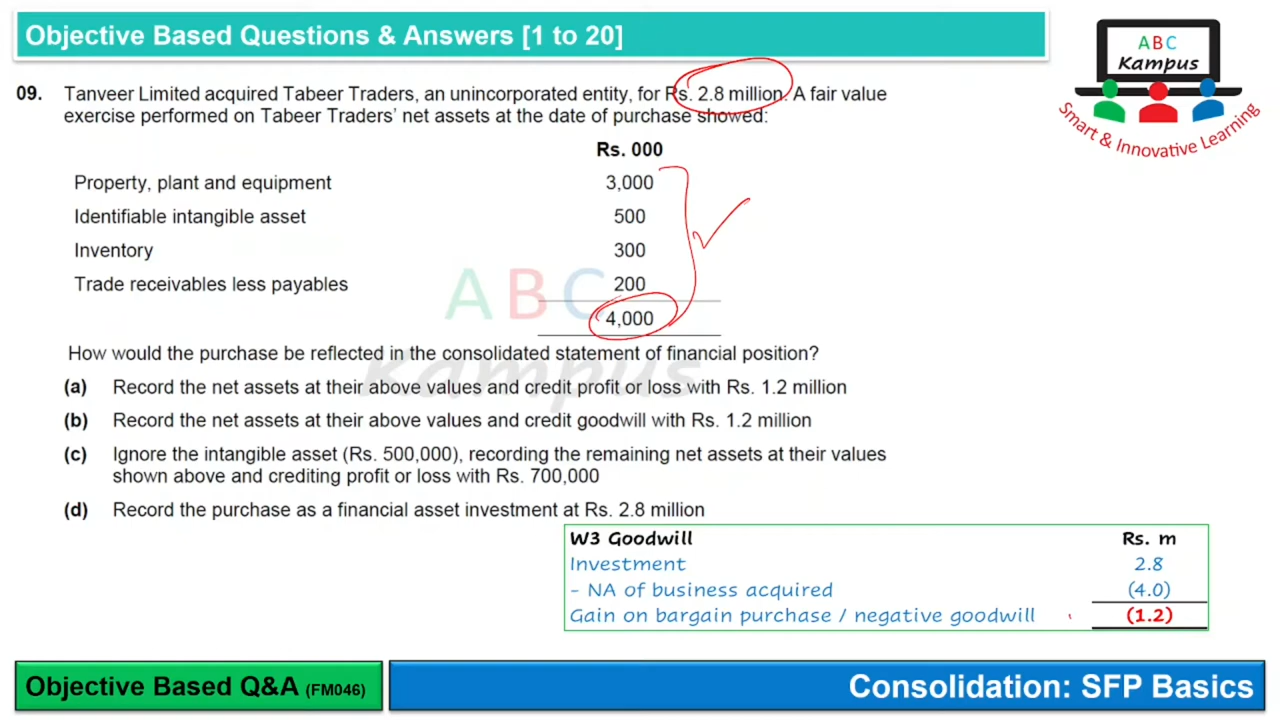 Objective Based Questions & Answers [1 to 20]
ABC
Kampus
Smart & Innovative Learning
09. Tanveer Limited acquired Tabeer Traders, an unincorporated entity, for Rs. 2.8 million. A fair value
exercise performed on Tabeer Traders' net assets at the date of purchase showed:
Rs. 000
Property, plant and equipment 3,000
Identifiable intangible asset 500
Inventory 300
Trade receivables less payables 200
4,000
ABC
Kampus
How would the purchase be reflected in the consolidated statement of financial position?
(a) Record the net assets at their above values and credit profit or loss with Rs. 1.2 million
(b) Record the net assets at their above values and credit goodwill with Rs. 1.2 million
(c) Ignore the intangible asset (Rs. 500,000), recording the remaining net assets at their values
shown above and crediting profit or loss with Rs. 700,000
(d) Record the purchase as a financial asset investment at Rs. 2.8 million
W3 Goodwill Rs. m
Investment 2.8
- NA of business acquired (4.0)
Gain on bargain purchase / negative goodwill (1.2)
Objective Based Q&A (FM046)
Consolidation: SFP Basics